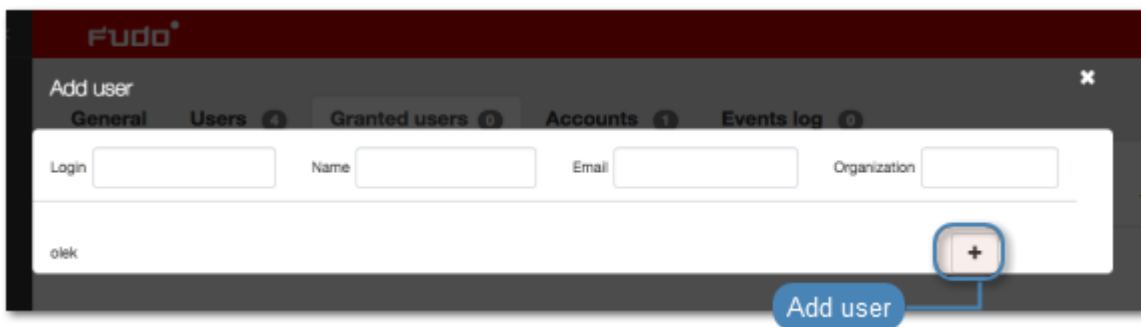 Fudo
Add user
General Users 4 Granted users 0 Accounts 1 Events log 0
Login Name Email Organization
olek +
Add user